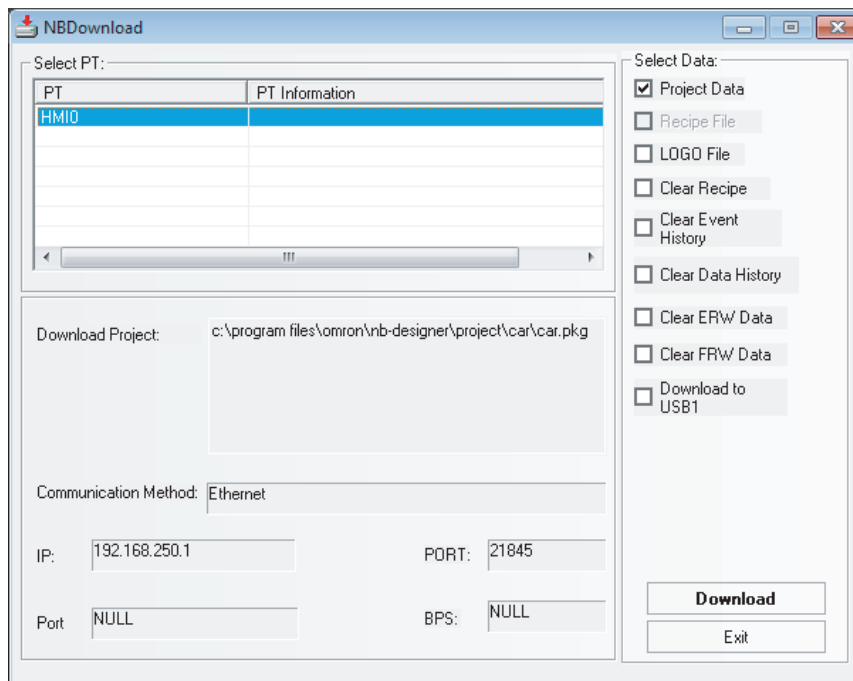 NBDownload
Select PT:
PT PT Information
HMI0
Download Project: c:\program files\omron\nb-designer\project\car\car.pkg
Communication Method: Ethernet
IP: 192.168.250.1 PORT: 21845
Port NULL BPS: NULL
Select Data:
Project Data
Recipe File
LOGO File
Clear Recipe
Clear Event
History
Clear Data History
Clear ERW Data
Clear FRW Data
Download to
USB1
Download
Exit